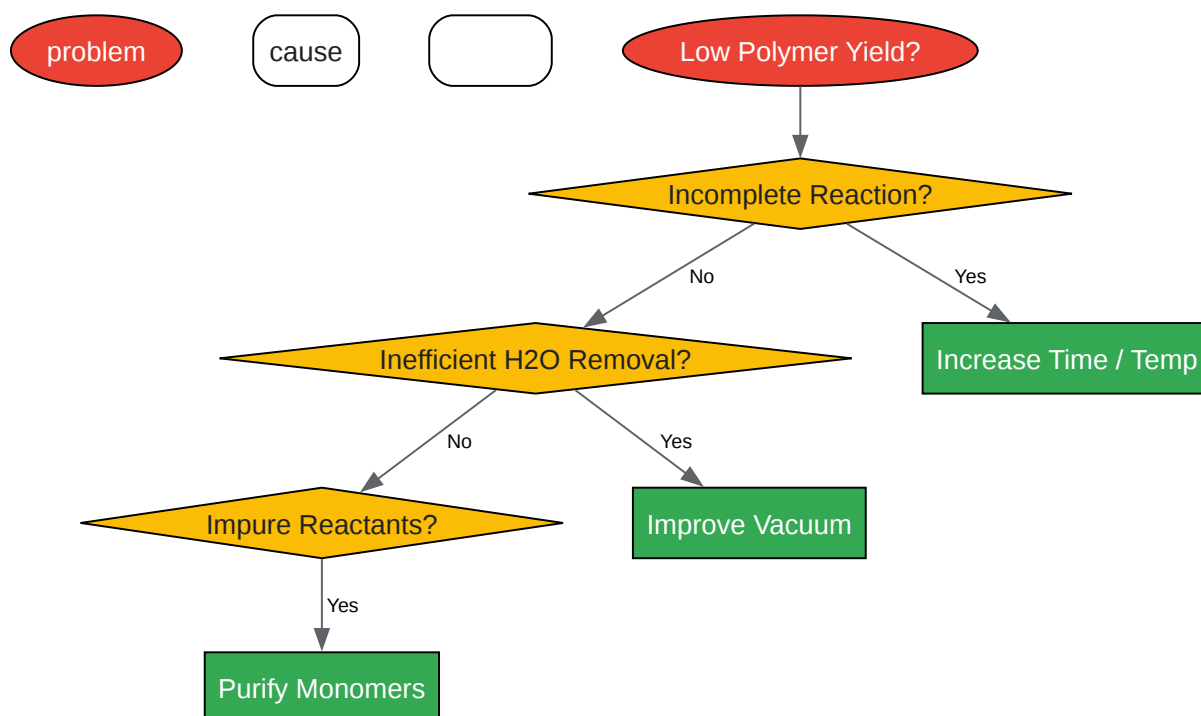 problem
cause
Low Polymer Yield?
Incomplete Reaction?
No
Yes
Inefficient H2O Removal?
Increase Time / Temp
No
Yes
Impure Reactants?
Improve Vacuum
Yes
Purify Monomers